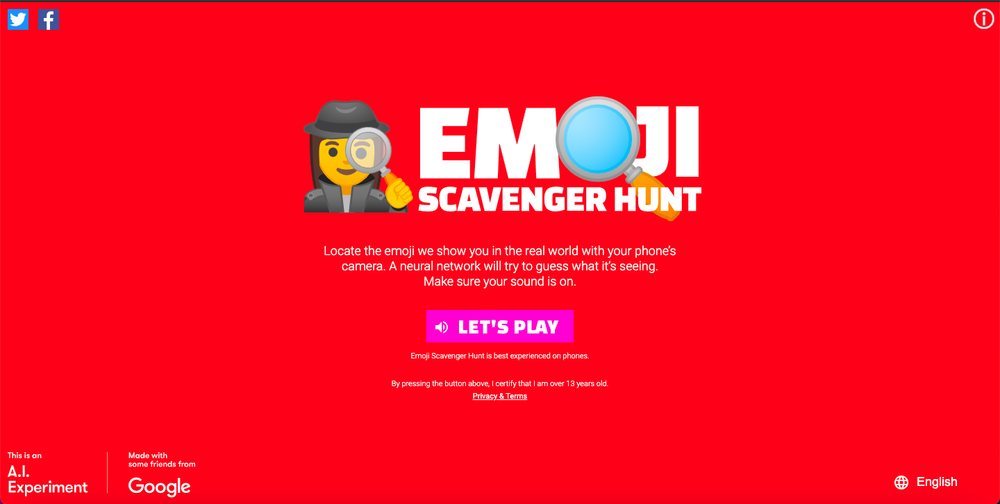 EMOJI
SCAVENGER HUNT
Locate the emoji we show you in the real world with your phone's
camera. A neural network will try to guess what it's seeing.
Make sure your sound is on.
LET'S PLAY
Emoji Scavenger Hunt is best experienced on phones.
By pressing the button above, I certify that I am over 13 years old.
Privacy & Terms
This is an
A.I.
Experiment
Made with
some friends from
Google
English